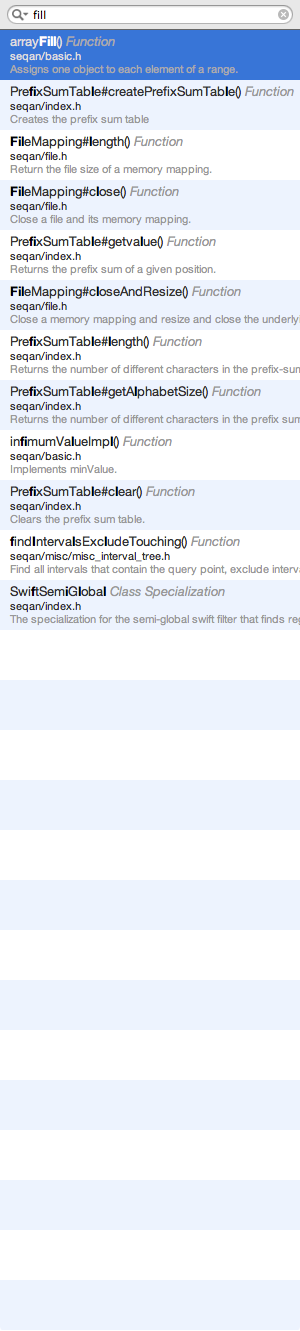 fill
arrayFill() Function
seqan/basic.h
Assigns one object to each element of a range.
PrefixSumTable#createPrefixSumTable() Function
seqan/index.h
Creates the prefix sum table
FileMapping#length() Function
seqan/file.h
Return the file size of a memory mapping.
FileMapping#close() Function
seqan/file.h
Close a file and its memory mapping.
PrefixSumTable#getvalue() Function
seqan/index.h
Returns the prefix sum of a given position.
FileMapping#closeAndResize() Function
seqan/file.h
Close a memory mapping and resize and close the underlyi
PrefixSumTable#length() Function
seqan/index.h
Returns the number of different characters in the prefix-sum
PrefixSumTable#getAlphabetSize() Function
seqan/index.h
Returns the number of different characters in the prefix sum
infimumValueImpl() Function
seqan/basic.h
Implements minValue.
PrefixSumTable#clear() Function
seqan/index.h
Clears the prefix sum table.
findIntervalsExcludeTouching() Function
seqan/misc/misc_interval_tree.h
Find all intervals that contain the query point, exclude interva
SwiftSemiGlobal Class Specialization
seqan/index.h
The specialization for the semi-global swift filter that finds reg